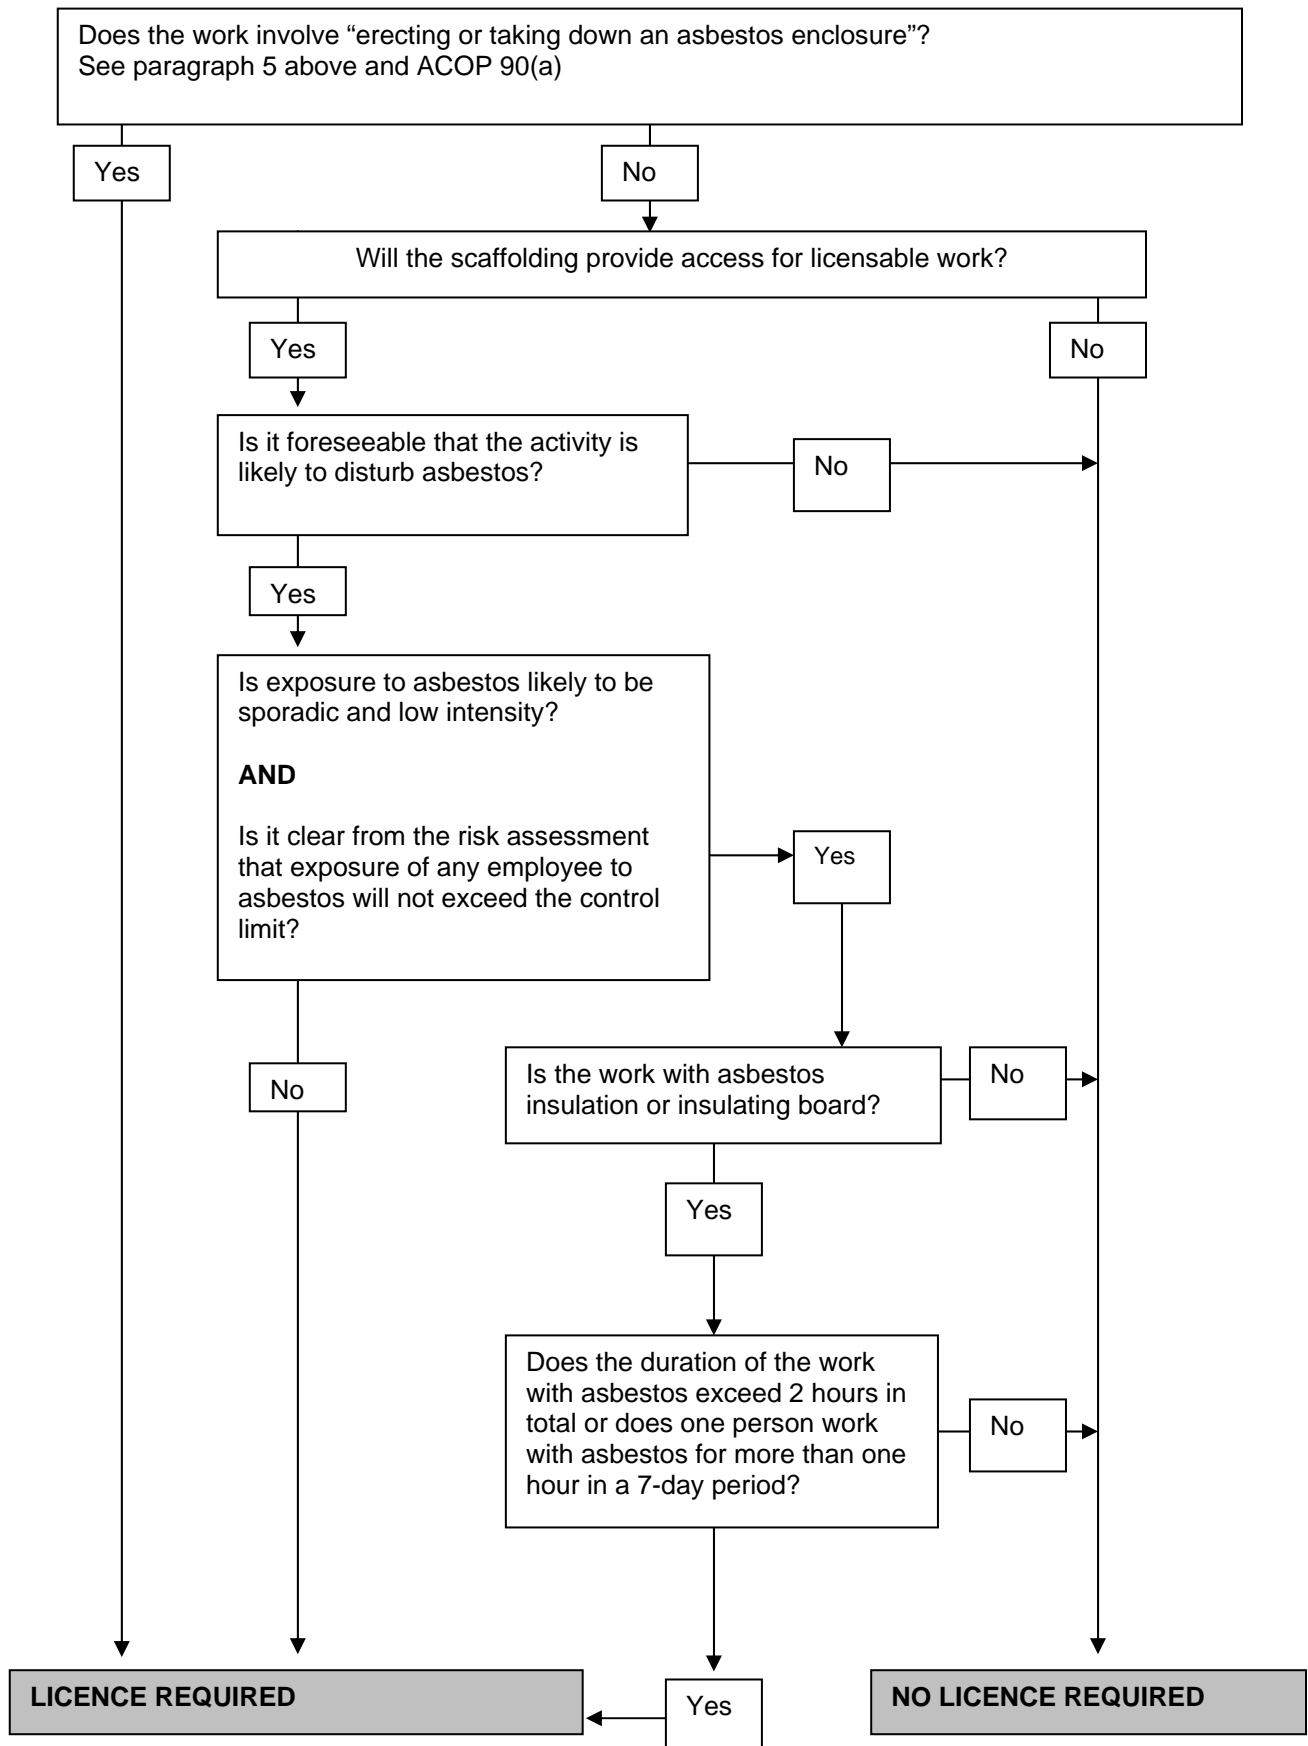 Does the work involve “erecting or taking down an asbestos enclosure”?
See paragraph 5 above and ACOP 90(a)
Yes
No
Will the scaffolding provide access for licensable work?
Yes
No
Is it foreseeable that the activity is
likely to disturb asbestos?
No
Yes
Is exposure to asbestos likely to be
sporadic and low intensity?
AND
Is it clear from the risk assessment
that exposure of any employee to
asbestos will not exceed the control
limit?
Yes
No
Is the work with asbestos
insulation or insulating board?
No
Yes
Does the duration of the work
with asbestos exceed 2 hours in
total or does one person work
with asbestos for more than one
hour in a 7-day period?
No
LICENCE REQUIRED
Yes
NO LICENCE REQUIRED